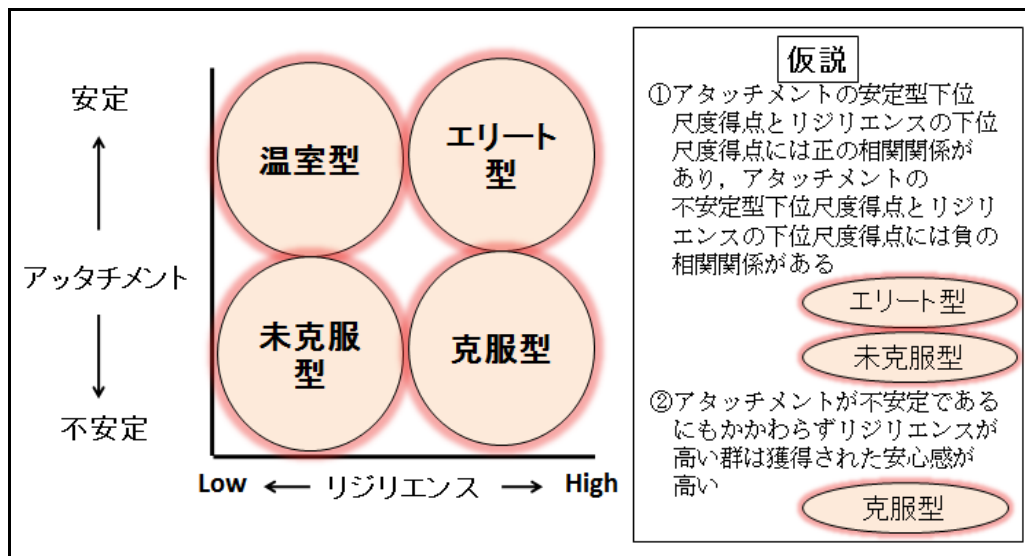 安定
アッタチメント
不安定
温室型
エリート
型
未克服
型
克服型
Low ← リジリエンス → High
仮説
①アタッチメントの安定型下位
尺度得点とリジリエンスの下位
尺度得点には正の相関関係が
あり，アタッチメントの
不安定型下位尺度得点とリジリ
エンスの下位尺度得点には負の
相関関係がある
エリート型
未克服型
②アタッチメントが不安定である
にもかかわらずリジリエンスが
高い群は獲得された安心感が
高い
克服型